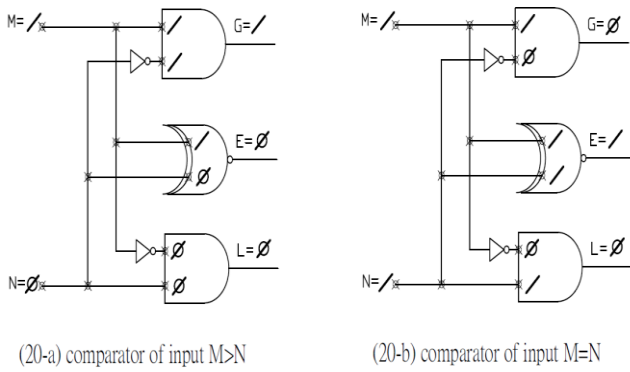 M=/
G=/
/
/
/
E=Ø
Ø
Ø
L=Ø
N=Ø
Ø
(20-a) comparator of input M>N
M=/
G=Ø
/
Ø
/
E=/
/
Ø
L=Ø
N=/
/
(20-b) comparator of input M=N